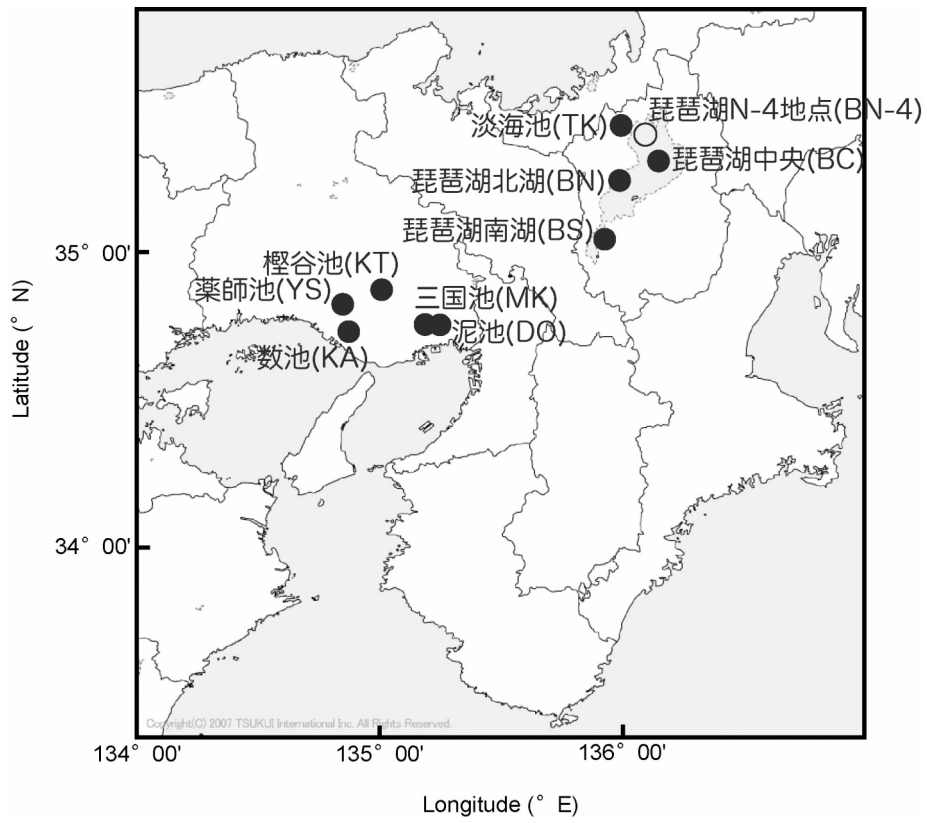 琵琶湖N-4地点(BN-4)
淡海池(TK)
琵琶湖中央(BC)
琵琶湖北湖(BN)
琵琶湖南湖(BS)
35° 00'
樫谷池(KT)
薬師池(YS)
三国池(MK)
泥池(DO)
数池(KA)
Latitude (° N)
34° 00'
Copyright(C) 2007 TSUKUI International Inc. All Rights Reserved.
134° 00'
135° 00'
136° 00'
Longitude (° E)